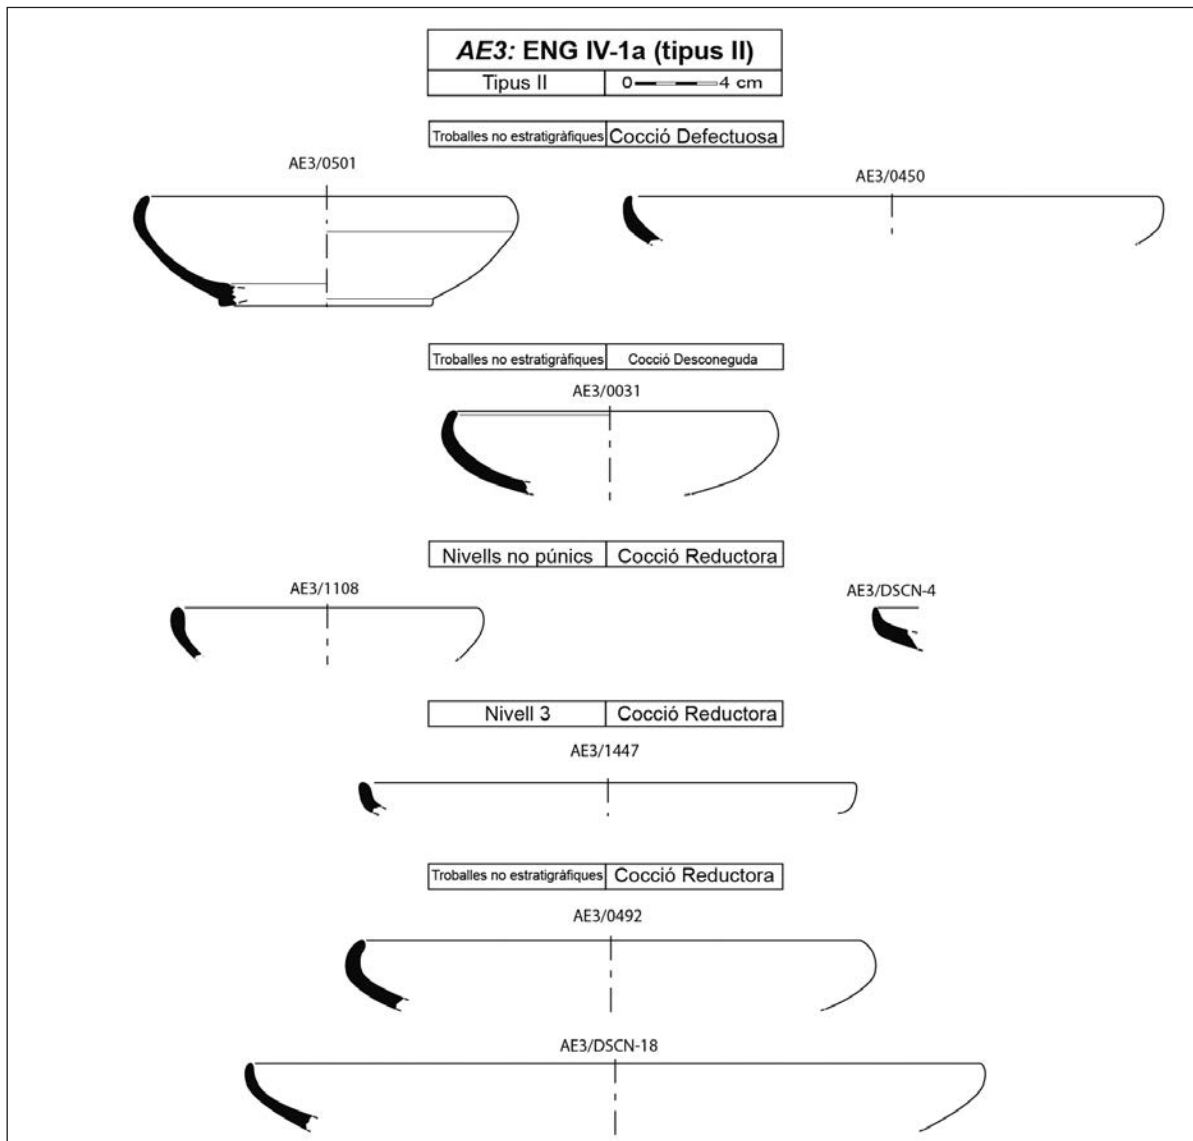 AE3: ENG IV-1a (tipus II)
Tipus II 0 4 cm
Troballes no estratigràfiques Cocció Defectuosa
AE3/0501
AE3/0450
Troballes no estratigràfiques Cocció Desconeguda
AE3/0031
Nivells no púnics Cocció Reductora
AE3/1108
AE3/DSCN-4
Nivell 3 Cocció Reductora
AE3/1447
Troballes no estratigràfiques Cocció Reductora
AE3/0492
AE3/DSCN-18